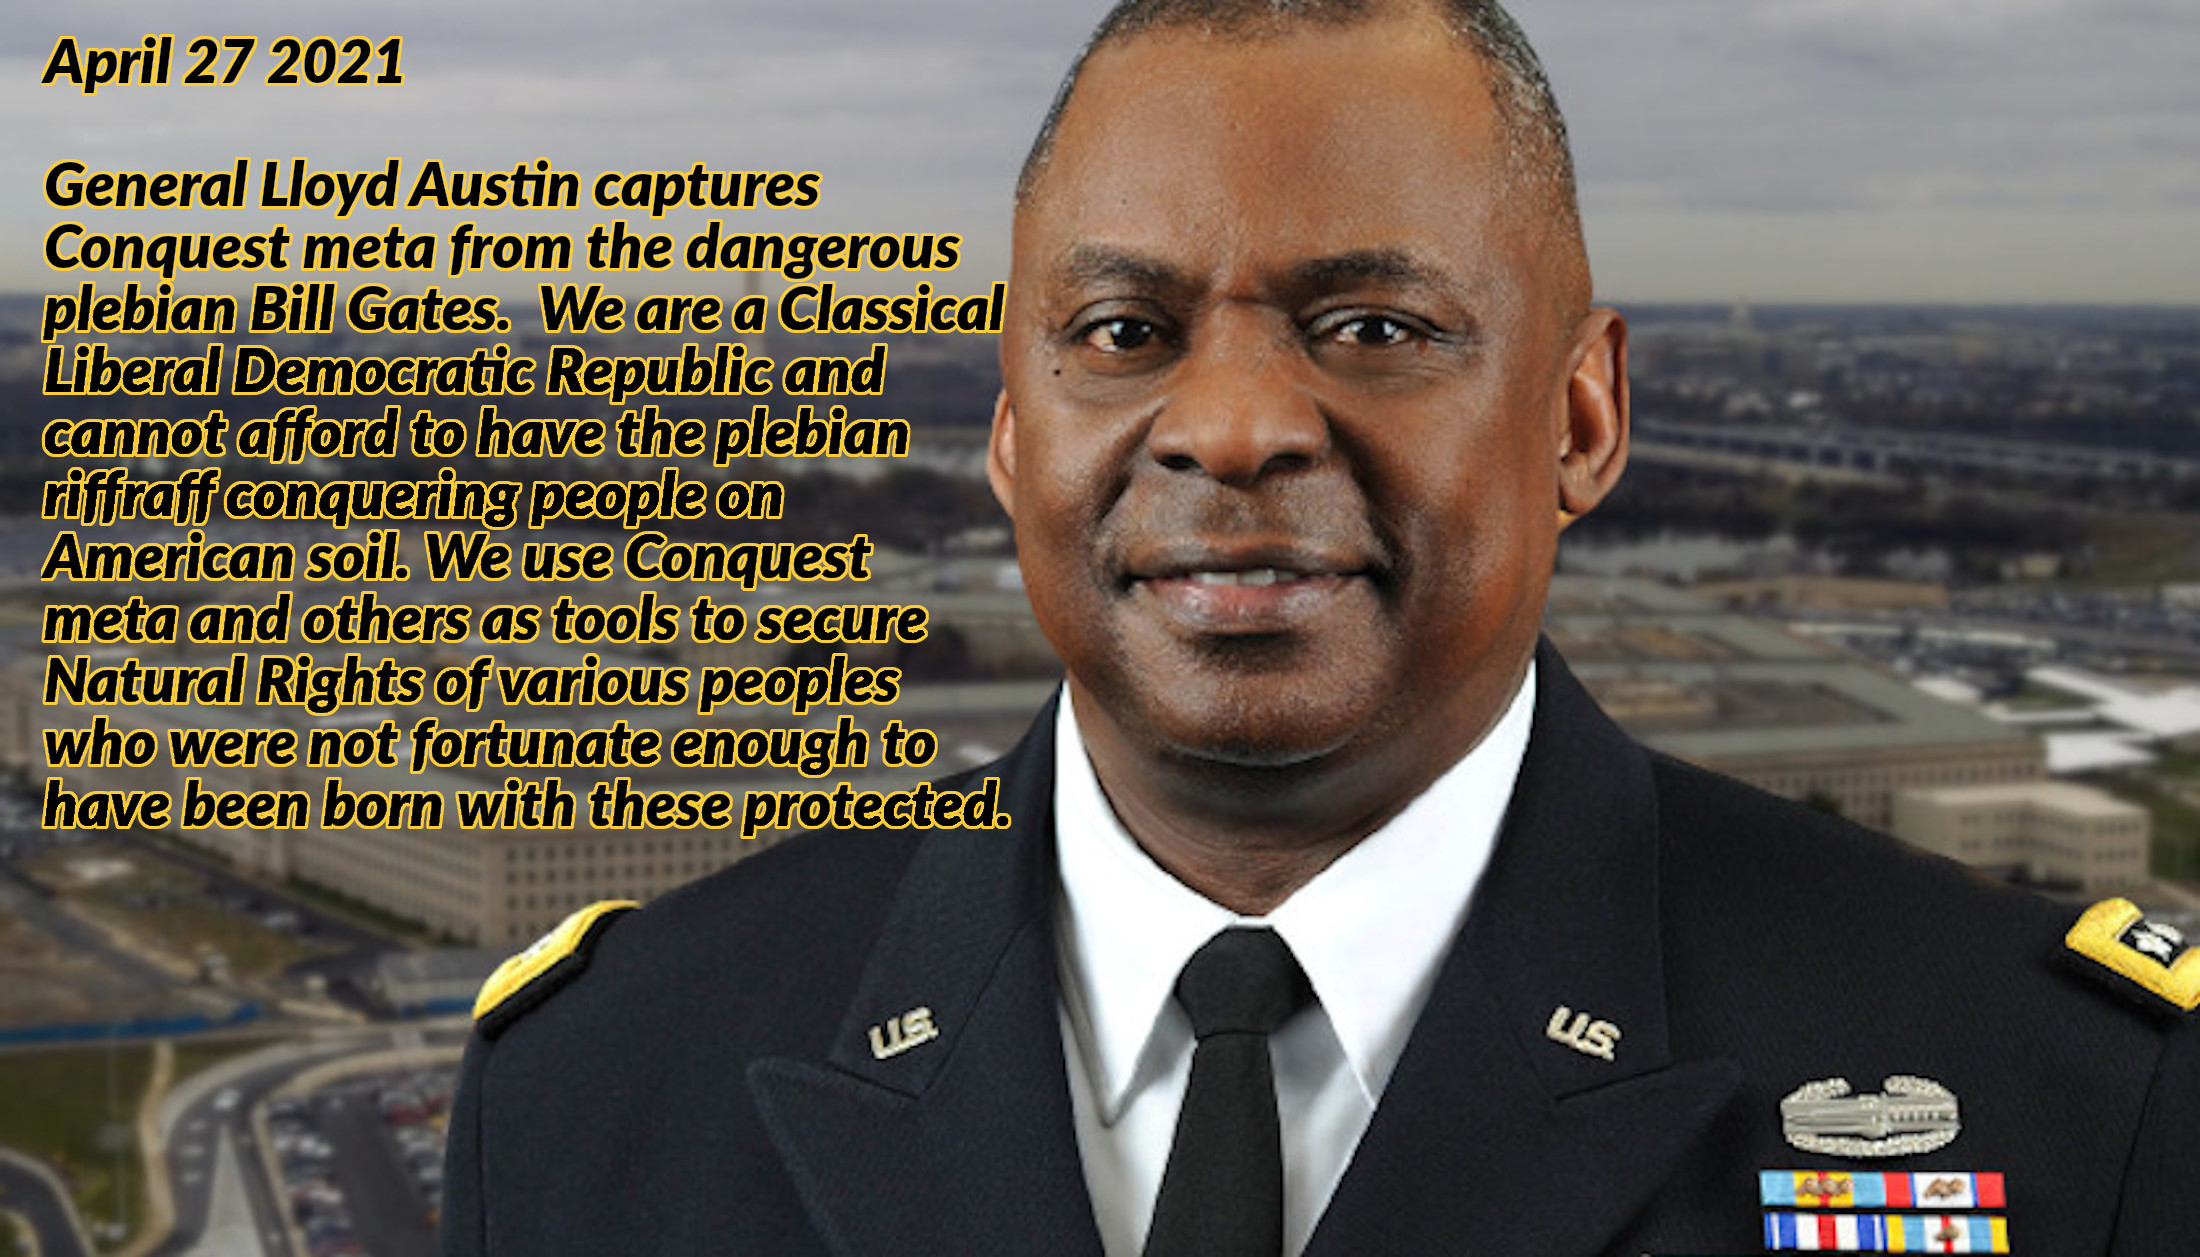 April 27 2021
General Lloyd Austin captures
Conquest meta from the dangerous
plebian Bill Gates.  We are a Classical
Liberal Democratic Republic and
cannot afford to have the plebian
riffraff conquering people on
American soil. We use Conquest
meta and others as tools to secure
Natural Rights of various peoples
who were not fortunate enough to
have been born with these protected.
U.S. U.S.